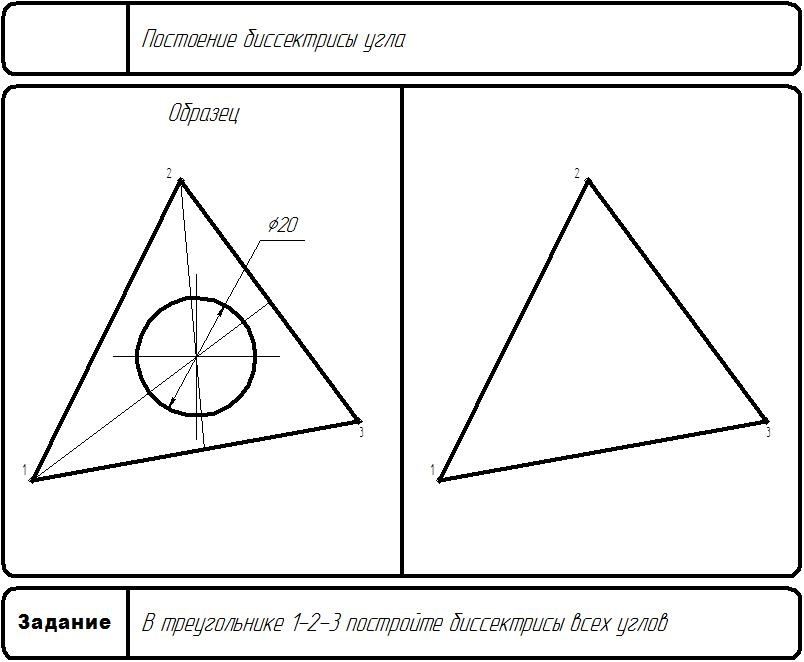 Постоение биссектрисы угла
Образец
2
⌀20
1
3
2
1
3
Задание
В треугольнике 1-2-3 постройте биссектрисы всех углов